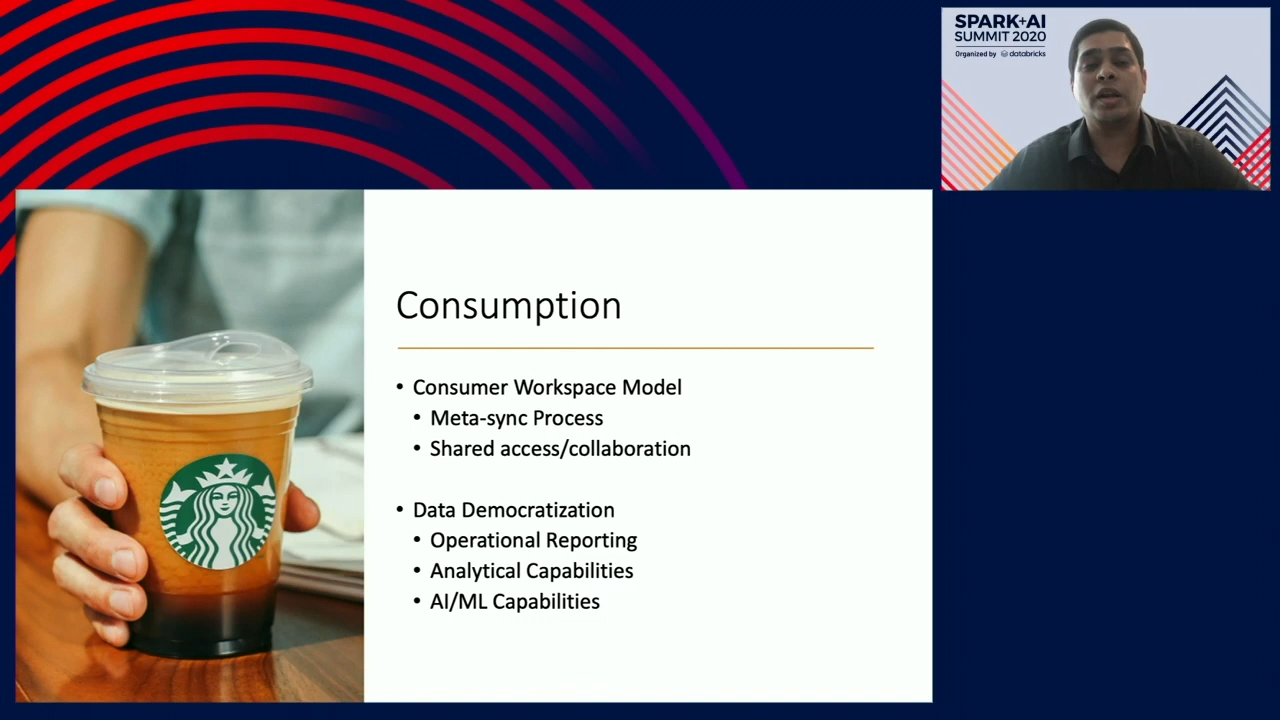 SPARK+AI
SUMMIT 2020
Organized by databricks
Consumption
• Consumer Workspace Model
• Meta-sync Process
• Shared access/collaboration
• Data Democratization
• Operational Reporting
• Analytical Capabilities
• AI/ML Capabilities